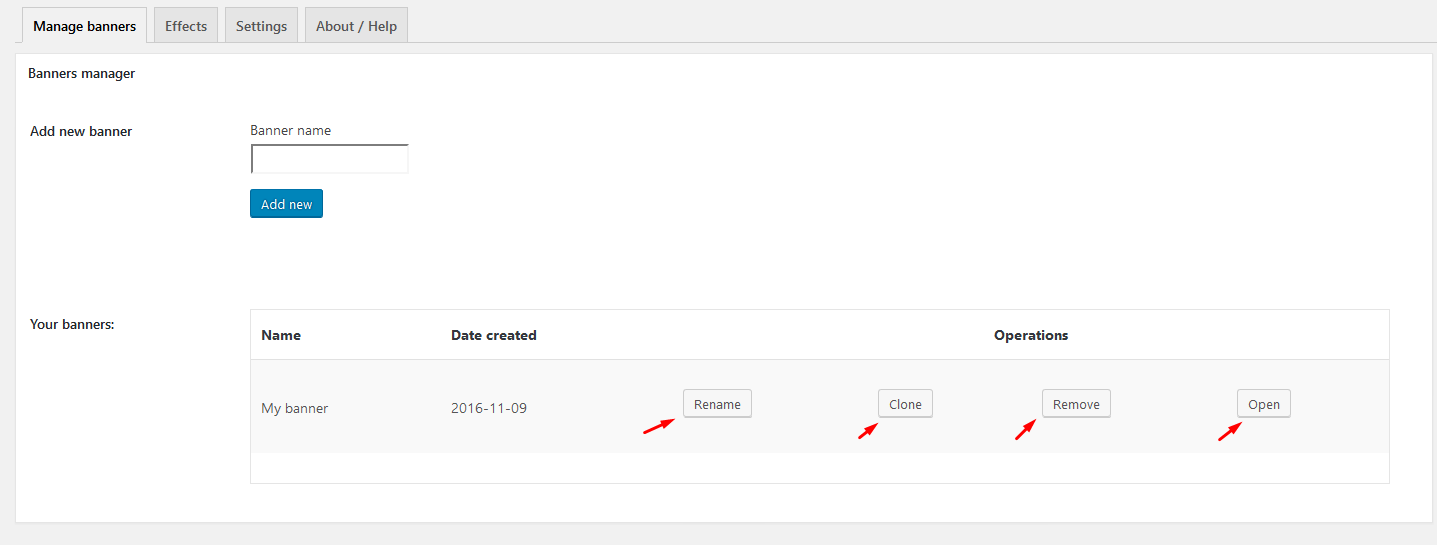 Manage banners Effects Settings About / Help
Banners manager
Add new banner Banner name
Add new
Your banners: Name Date created Operations
My banner 2016-11-09 Rename Clone Remove Open